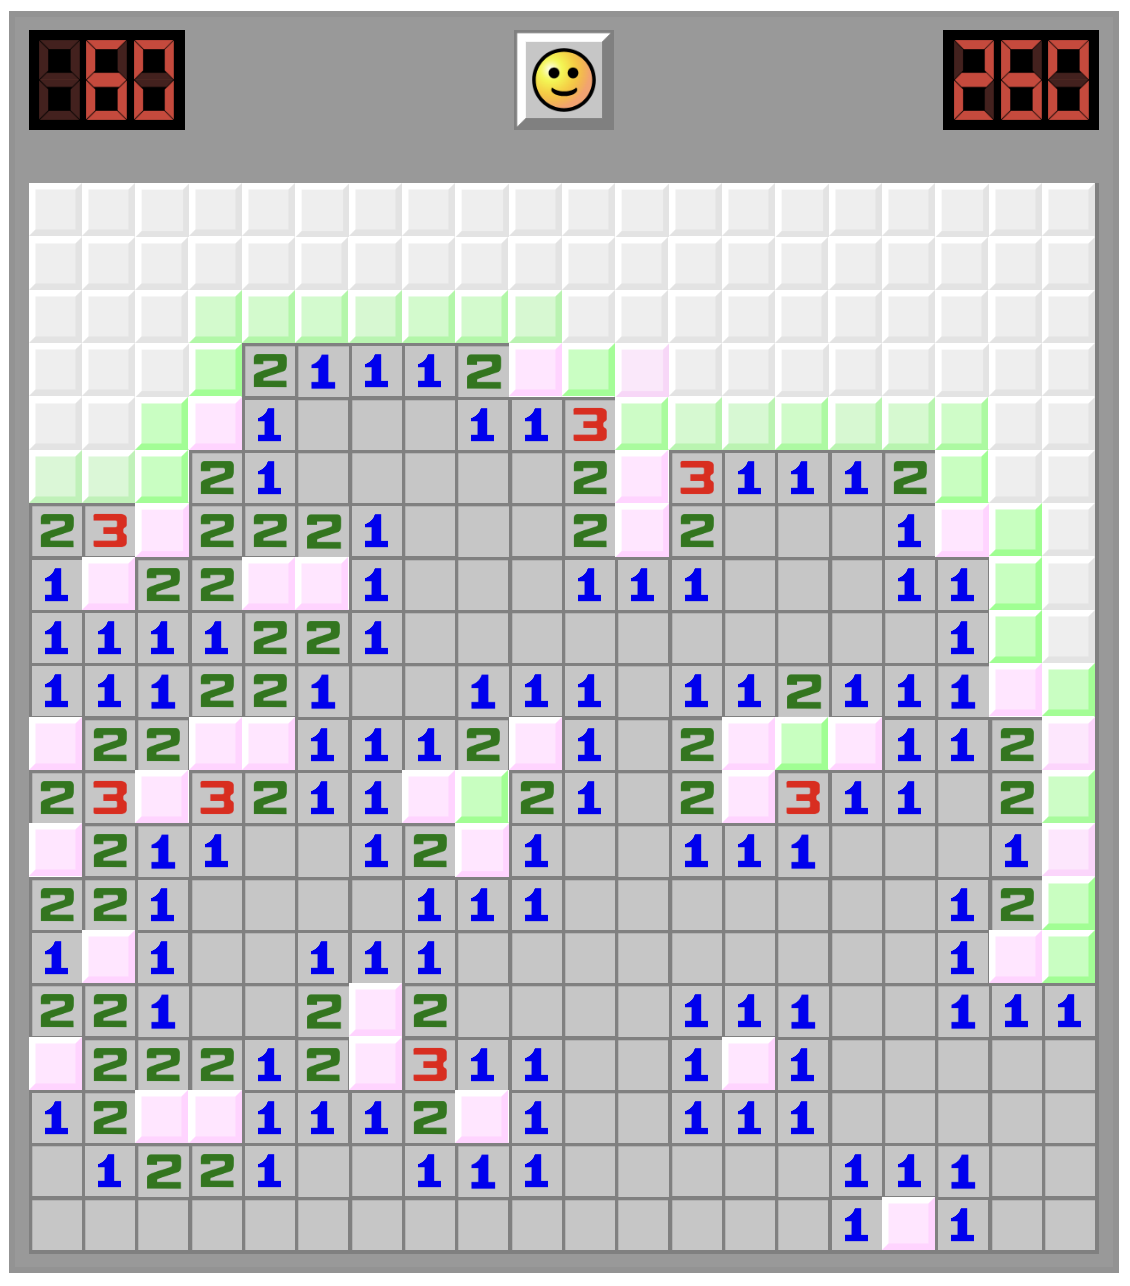 60 260
2 1 1 1 2
1 1 1 3
2 1 2 3 1 1 1 2
2 3 2 2 2 1 2 2 1
1 2 2 1 1 1 1 1 1
1 1 1 1 2 2 1 1
1 1 1 2 2 1 1 1 1 1 1 2 1 1 1
2 2 1 1 1 2 1 2 1 1 2
2 3 3 2 1 1 2 1 2 3 1 1 2
2 1 1 1 2 1 1 1 1 1
2 2 1 1 1 1 1 2
1 1 1 1 1 1
2 2 1 2 2 1 1 1 1 1 1
2 2 2 1 2 3 1 1 1 1
1 2 1 1 1 2 1 1 1 1
1 2 2 1 1 1 1 1 1 1
1 1